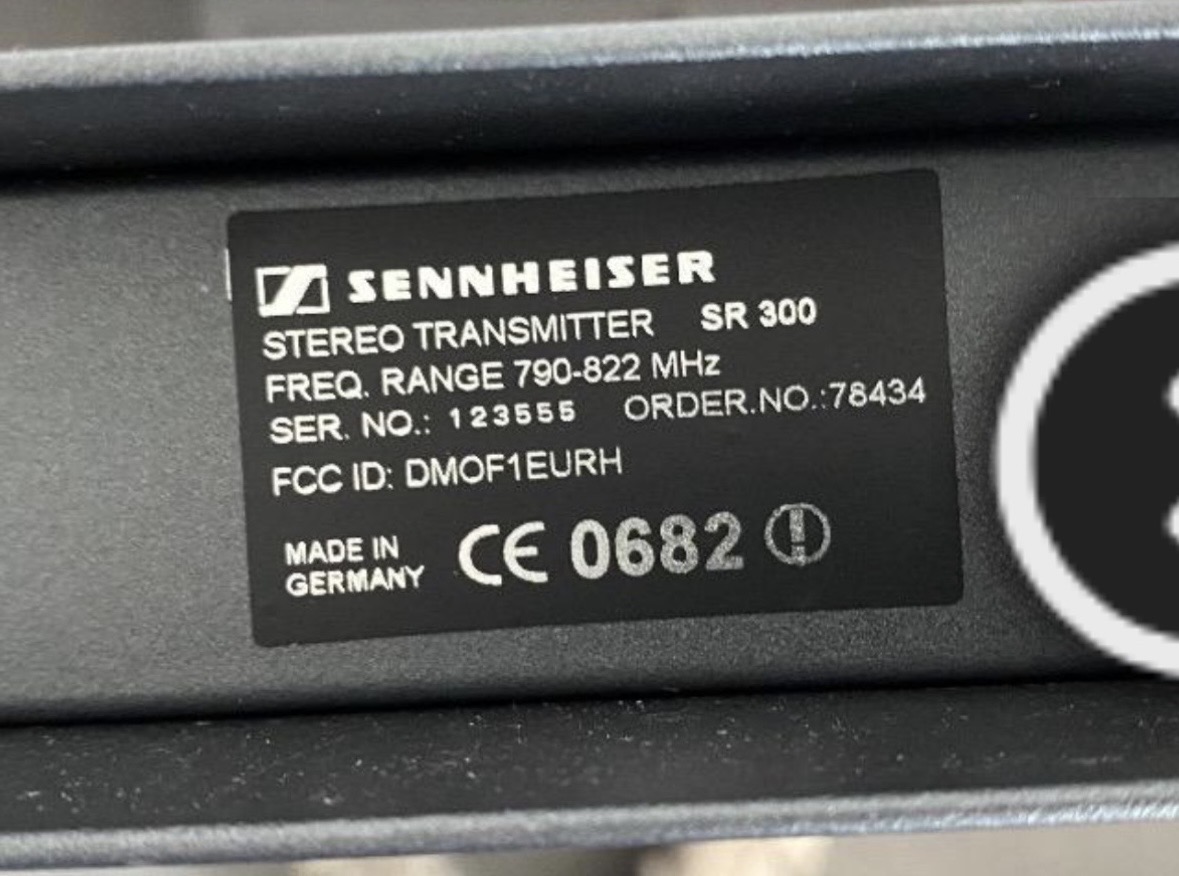 SENNHEISER
STEREO TRANSMITTER SR 300
FREQ. RANGE 790-822 MHz
SER. NO.: 123555 ORDER.NO.:78434
FCC ID: DMOF1EURH
MADE IN
GERMANY
CE 0682